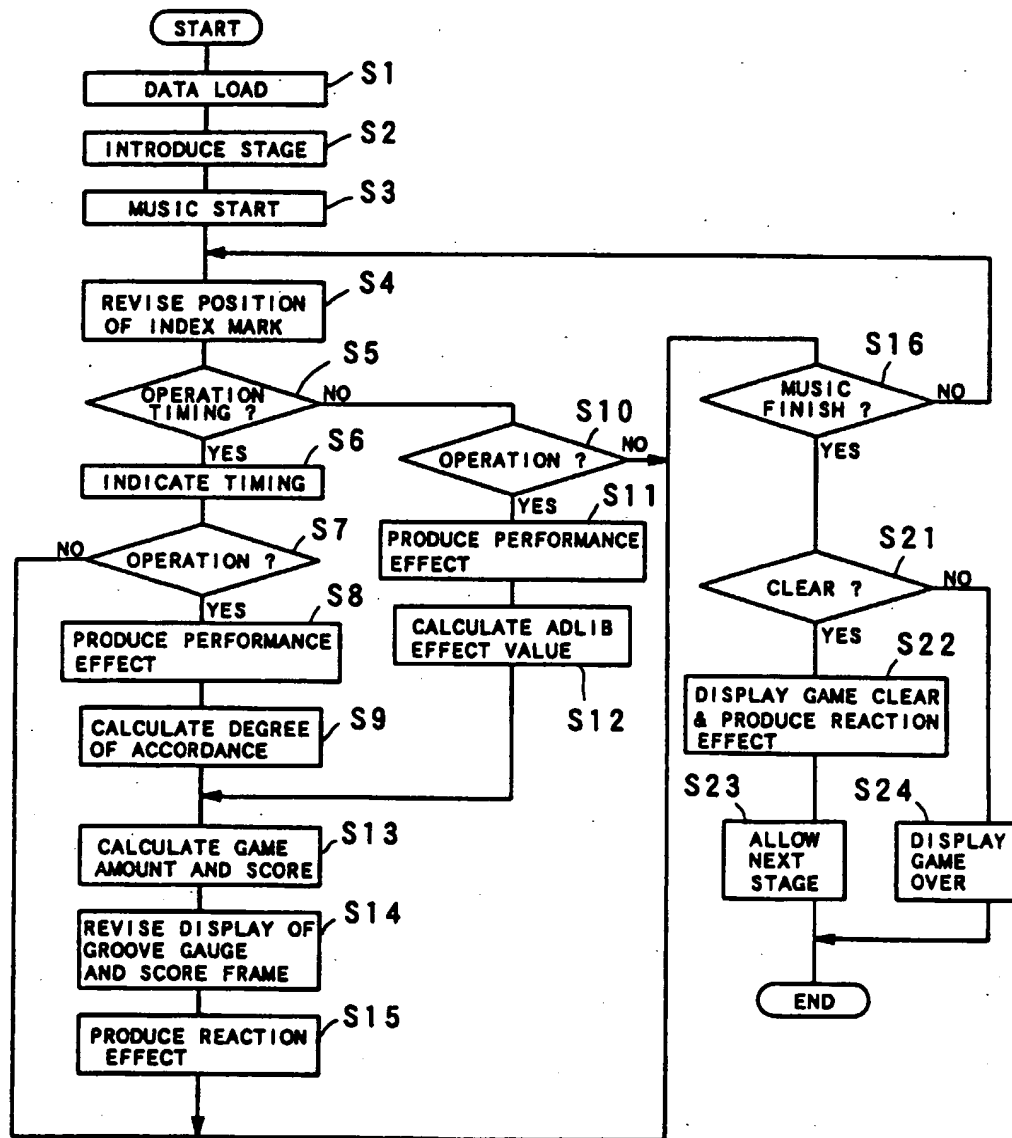 START
S1
DATA LOAD
S2
INTRODUCE STAGE
S3
MUSIC START
S4
REVISE POSITION
OF INDEX MARK
S5
OPERATION
TIMING ?
NO
YES
S6
INDICATE TIMING
S7
NO
OPERATION ?
YES
S8
PRODUCE PERFORMANCE
EFFECT
S9
CALCULATE DEGREE
OF ACCORDANCE
S10
OPERATION ?
NO
YES
S11
PRODUCE PERFORMANCE
EFFECT
CALCULATE ADLIB
EFFECT VALUE
S12
S13
CALCULATE GAME
AMOUNT AND SCORE
S14
REVISE DISPLAY OF
GROOVE GAUGE
AND SCORE FRAME
S15
PRODUCE REACTION
EFFECT
S16
MUSIC
FINISH ?
NO
YES
S21
CLEAR ?
NO
YES
S22
DISPLAY GAME CLEAR
& PRODUCE REACTION
EFFECT
S23
ALLOW
NEXT
STAGE
S24
DISPLAY
GAME
OVER
END